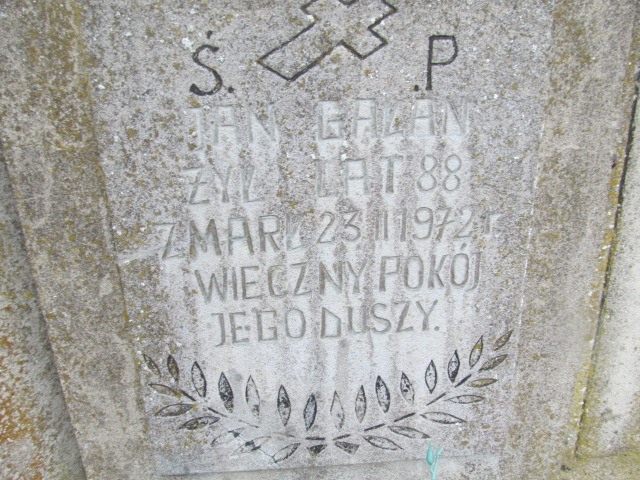 Ś. .P
JAN GAŁAN
ŻYŁ LAT 88
ZMARŁ 23 II 1972 r.
WIECZNY POKÓJ
JEGO DUSZY.